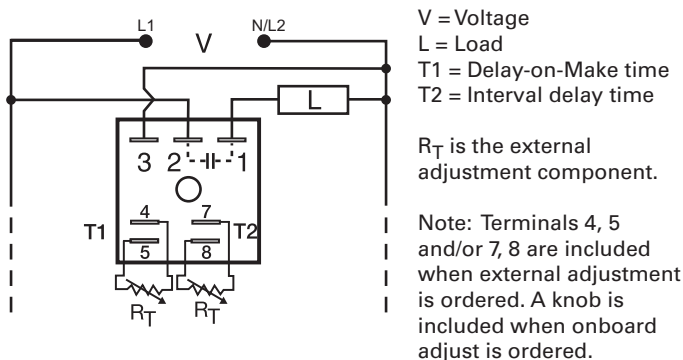 L1
V
N/L2
L
3 2 1
4
7
T1
T2
5
8
RT
RT
V = Voltage
L = Load
T1 = Delay-on-Make time
T2 = Interval delay time
RT is the external
adjustment component.
Note: Terminals 4, 5
and/or 7, 8 are included
when external adjustment
is ordered. A knob is
included when onboard
adjust is ordered.